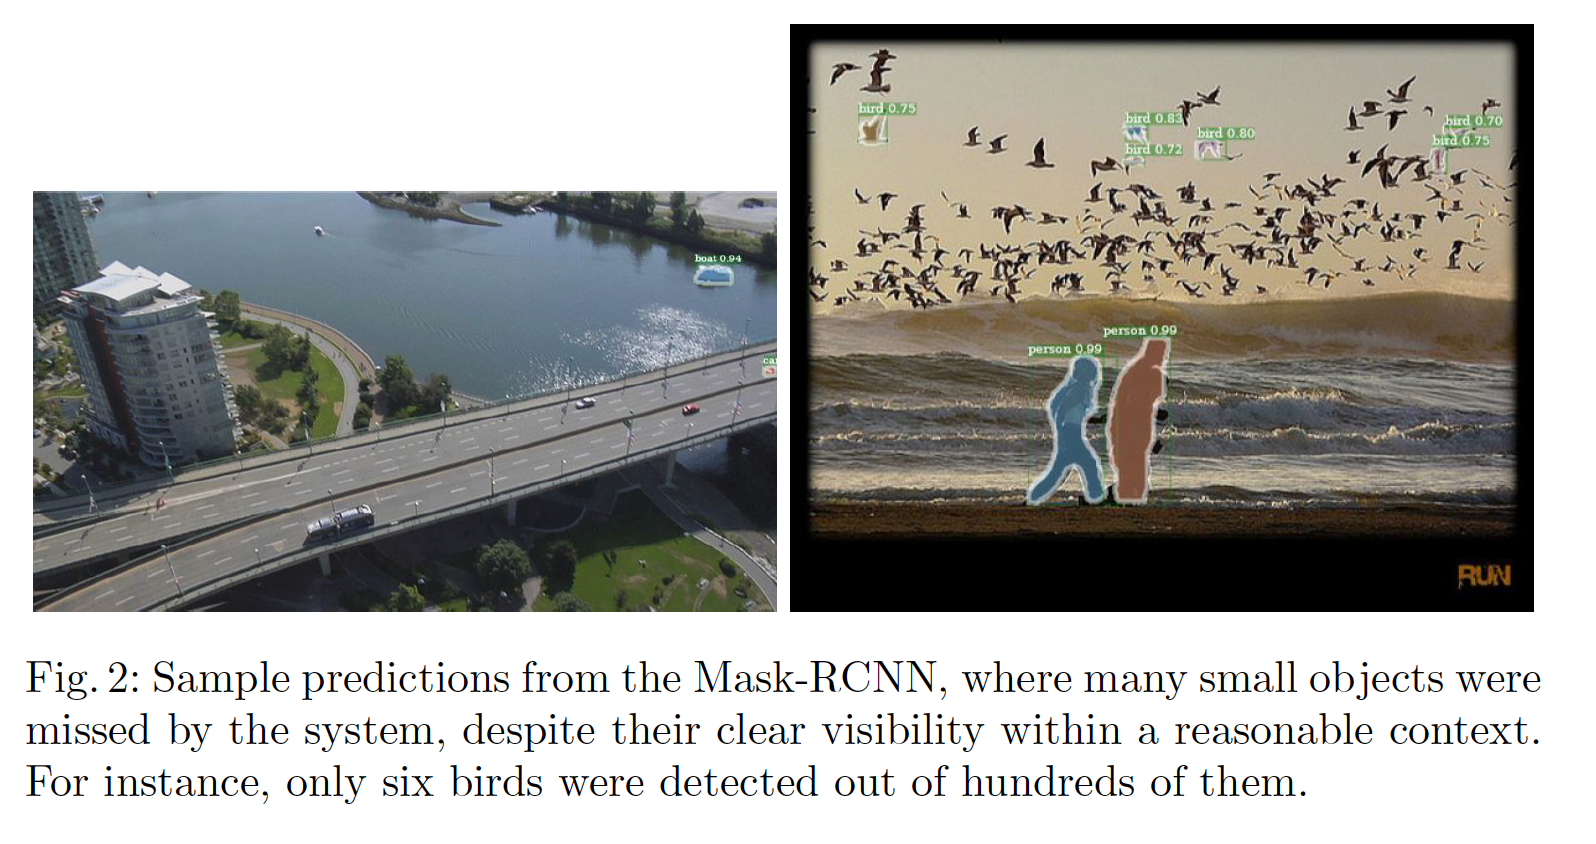 bird 0.75
bird 0.83
bird 0.80
bird 0.72
bird 0.70
bird 0.75
boat 0.94
person 0.99
person 0.99
RUN
Fig. 2: Sample predictions from the Mask-RCNN, where many small objects were
missed by the system, despite their clear visibility within a reasonable context.
For instance, only six birds were detected out of hundreds of them.